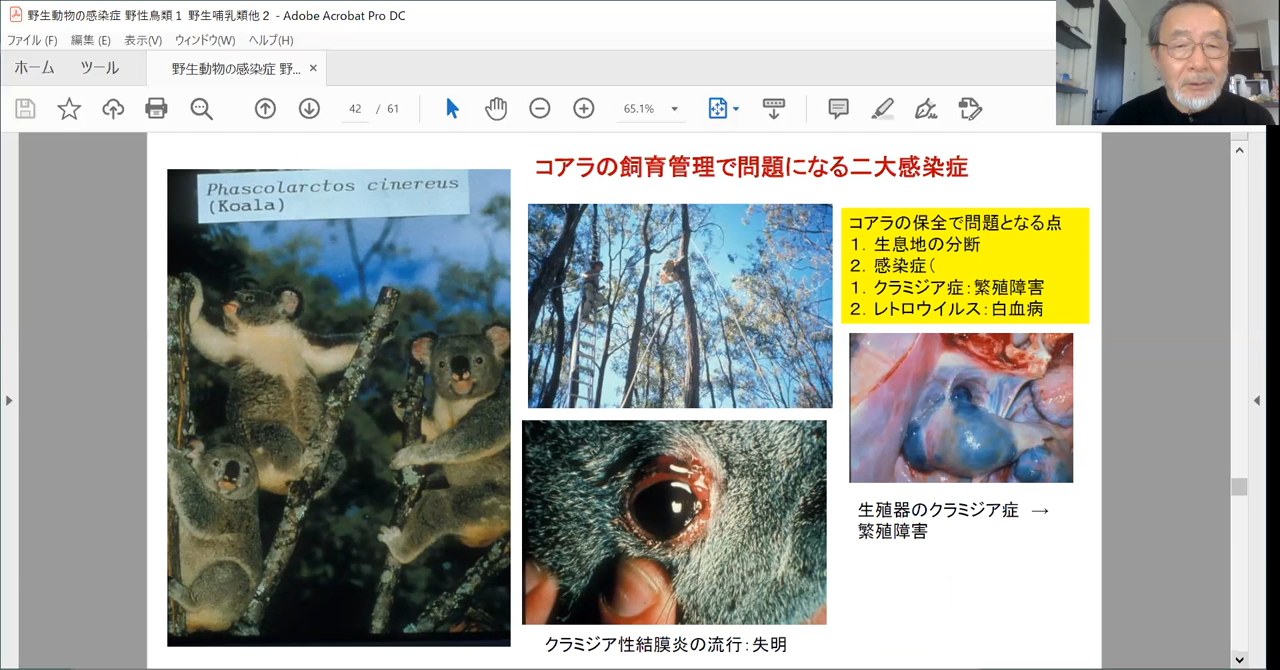 野生動物の感染症 野性鳥類１ 野生哺乳類他２ - Adobe Acrobat Pro DC
ファイル(F) 編集(E) 表示(V) ウィンドウ(W) ヘルプ(H)
ホーム ツール 野生動物の感染症 野... ×
42 / 61 65.1%
コアラの飼育管理で問題になる二大感染症
Phascolarctos cinereus
(Koala)
コアラの保全で問題となる点
1. 生息地の分断
2. 感染症（
1. クラミジア症：繁殖障害
2. レトロウイルス：白血病
生殖器のクラミジア症 →
繁殖障害
クラミジア性結膜炎の流行：失明